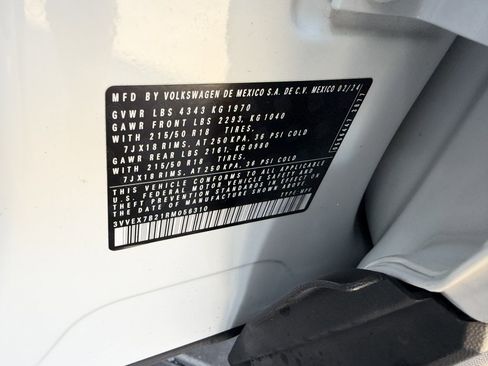 MFD BY VOLKSWAGEN DE MEXICO S.A. DE C.V. MEXICO 02/24
GVWR LBS 4343 KG 1970
GAWR FRONT LBS 2293, KG 1040
WITH 215/50 R18 TIRES.
7JX18 RIMS. AT 250 KPA, 36 PSI COLD
GAWR REAR LBS 2161, KG 0980
WITH 215/50 R18 TIRES.
7JX18 RIMS. AT 250 KPA, 36 PSI COLD
THIS VEHICLE CONFORMS TO ALL APPLICABLE
U.S. FEDERAL MOTOR VEHICLE SAFETY AND
THEFT PREVENTION STANDARDS IN EFFECT ON
THE DATE OF MANUFACTURE SHOWN ABOVE.
TYPE: MPV
3VVEX7B21RM056310